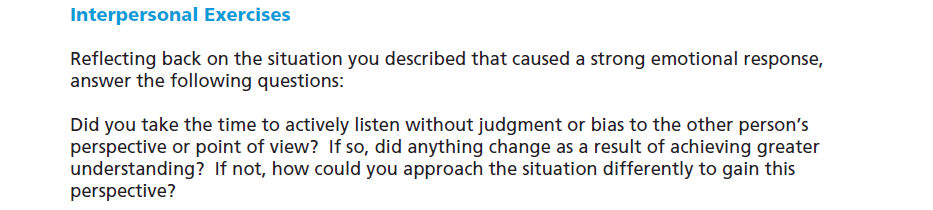 Interpersonal Exercises
Reflecting back on the situation you described that caused a strong emotional response,
answer the following questions:
Did you take the time to actively listen without judgment or bias to the other person’s
perspective or point of view?  If so, did anything change as a result of achieving greater
understanding?  If not, how could you approach the situation differently to gain this
perspective?